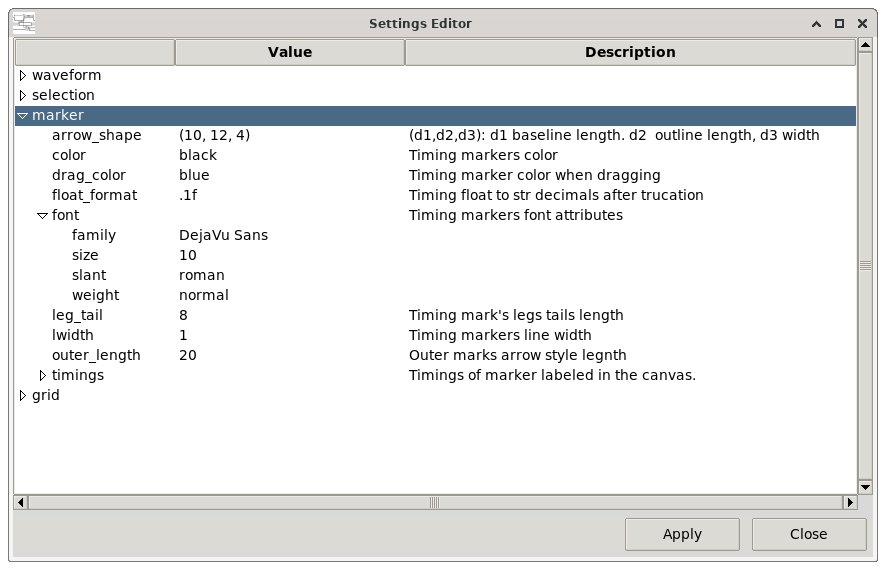 Settings Editor
Value Description
waveform
selection
marker
arrow_shape (10, 12, 4) (d1,d2,d3): d1 baseline length. d2  outline length, d3 width
color black Timing markers color
drag_color blue Timing marker color when dragging
float_format .1f Timing float to str decimals after trucation
font Timing markers font attributes
family DejaVu Sans
size 10
slant roman
weight normal
leg_tail 8 Timing mark's legs tails length
lwidth 1 Timing markers line width
outer_length 20 Outer marks arrow style legnth
timings Timings of marker labeled in the canvas.
grid
Apply Close